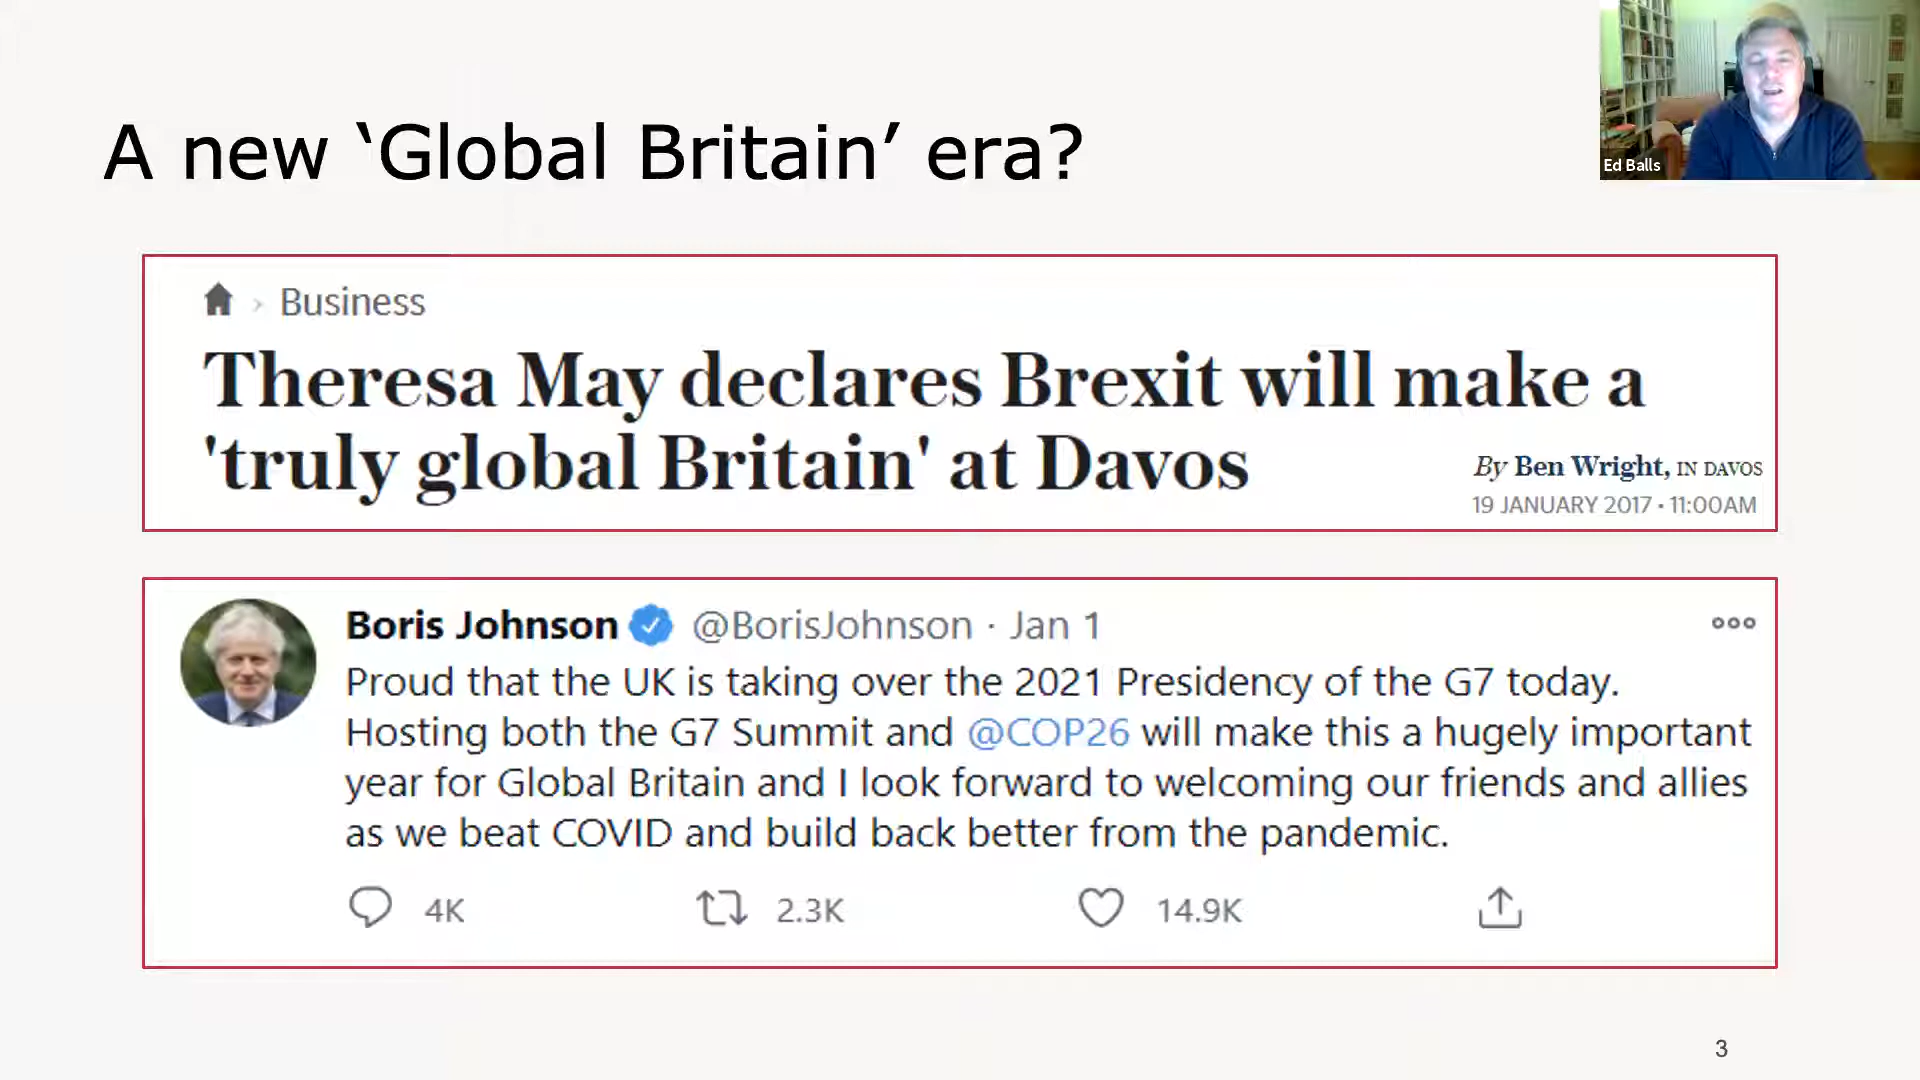 A new ‘Global Britain’ era?
Ed Balls
Business
Theresa May declares Brexit will make a
'truly global Britain' at Davos
By Ben Wright, IN DAVOS
19 JANUARY 2017 • 11:00AM
Boris Johnson @BorisJohnson · Jan 1
Proud that the UK is taking over the 2021 Presidency of the G7 today.
Hosting both the G7 Summit and @COP26 will make this a hugely important
year for Global Britain and I look forward to welcoming our friends and allies
as we beat COVID and build back better from the pandemic.
4K 2.3K 14.9K
3